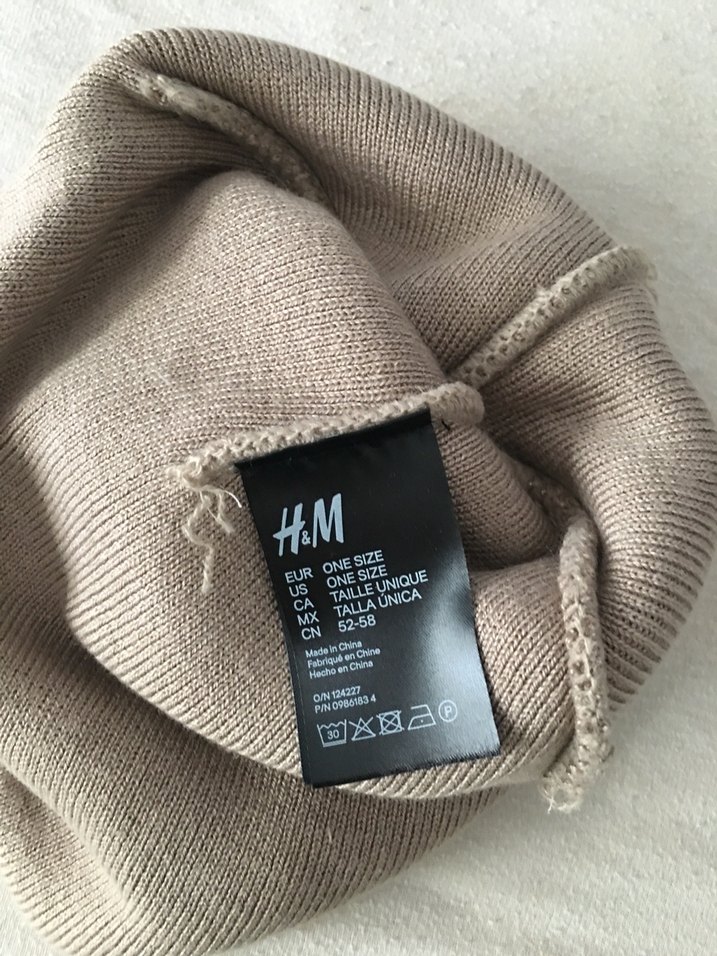 H&M
EUR ONE SIZE
US ONE SIZE
CA TAILLE UNIQUE
MX TALLA ÚNICA
CN 52-58
Made in China
Fabriqué en Chine
Hecho en China
O/N 124227
P/N 0986183 4
30 P